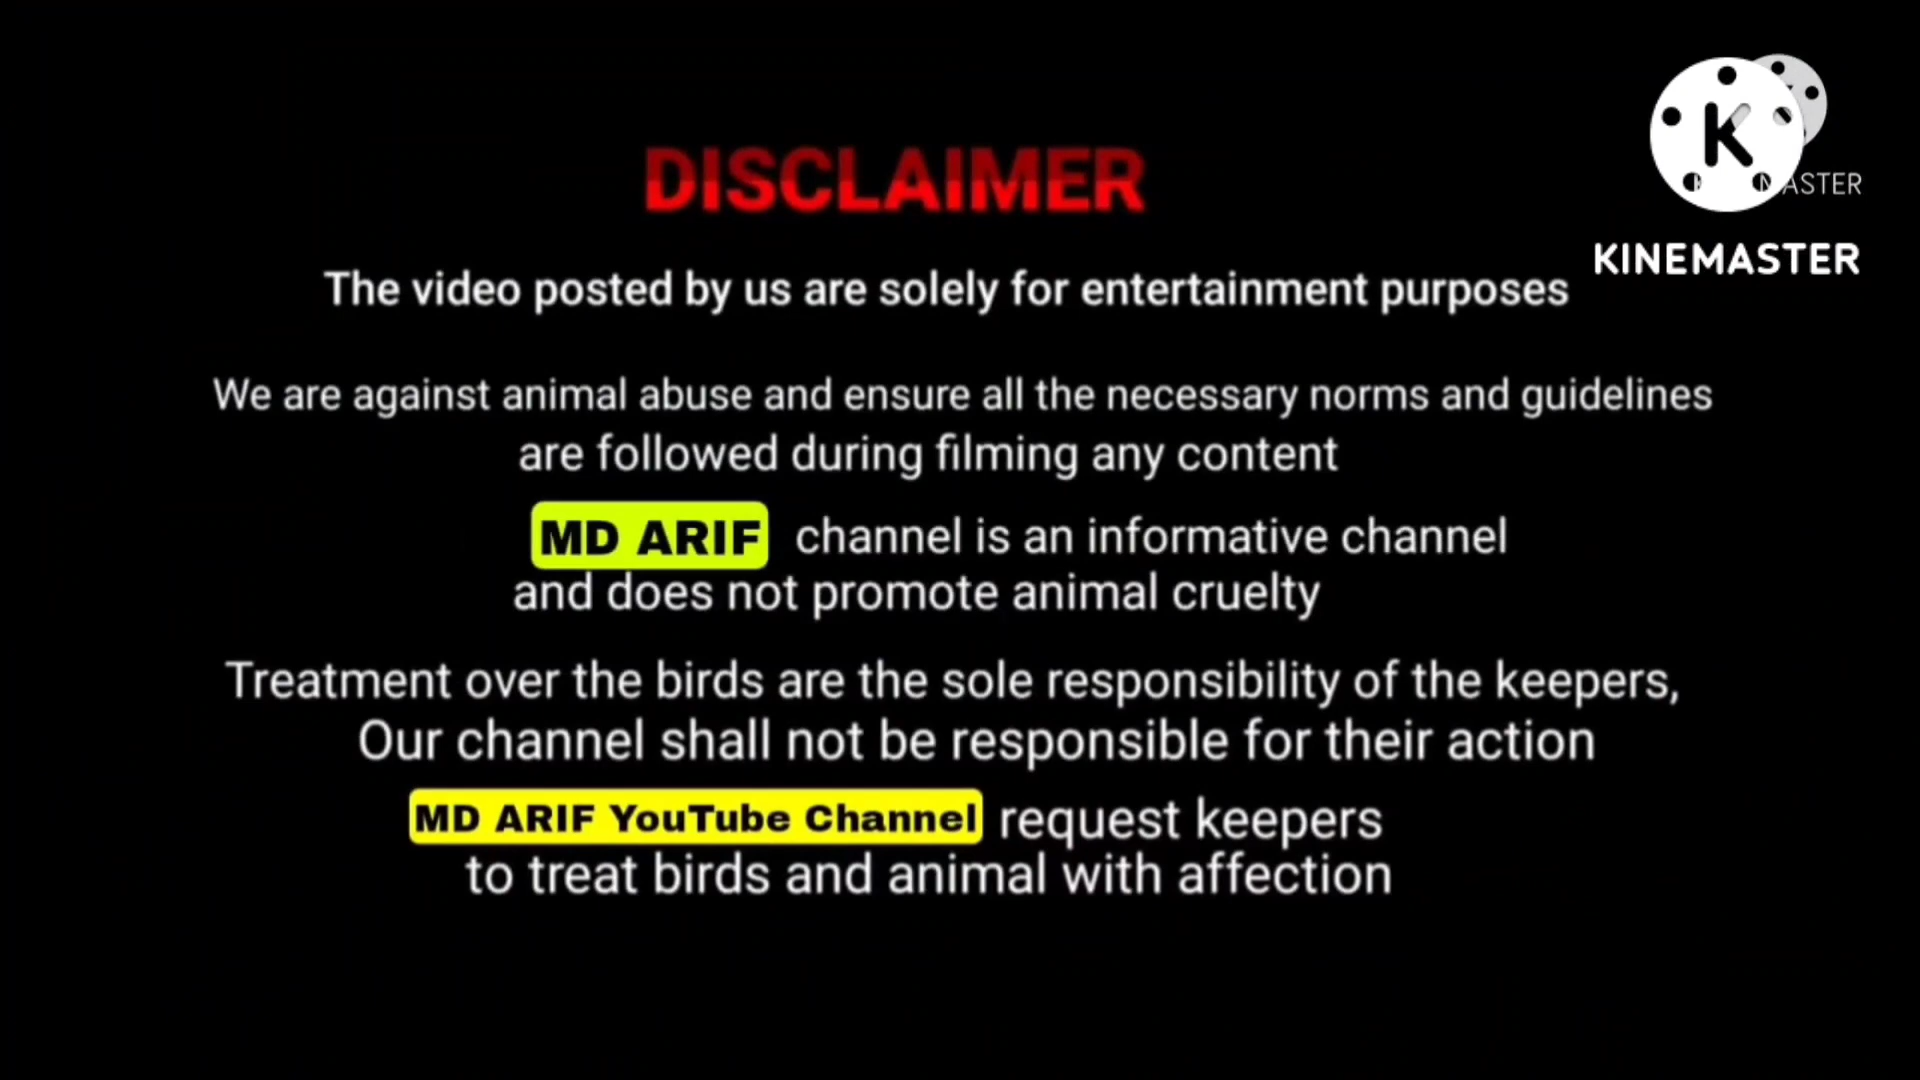 DISCLAIMER
The video posted by us are solely for entertainment purposes
We are against animal abuse and ensure all the necessary norms and guidelines
are followed during filming any content
MD ARIF channel is an informative channel
and does not promote animal cruelty
Treatment over the birds are the sole responsibility of the keepers,
Our channel shall not be responsible for their action
MD ARIF YouTube Channel request keepers
to treat birds and animal with affection
K
KINEMASTER